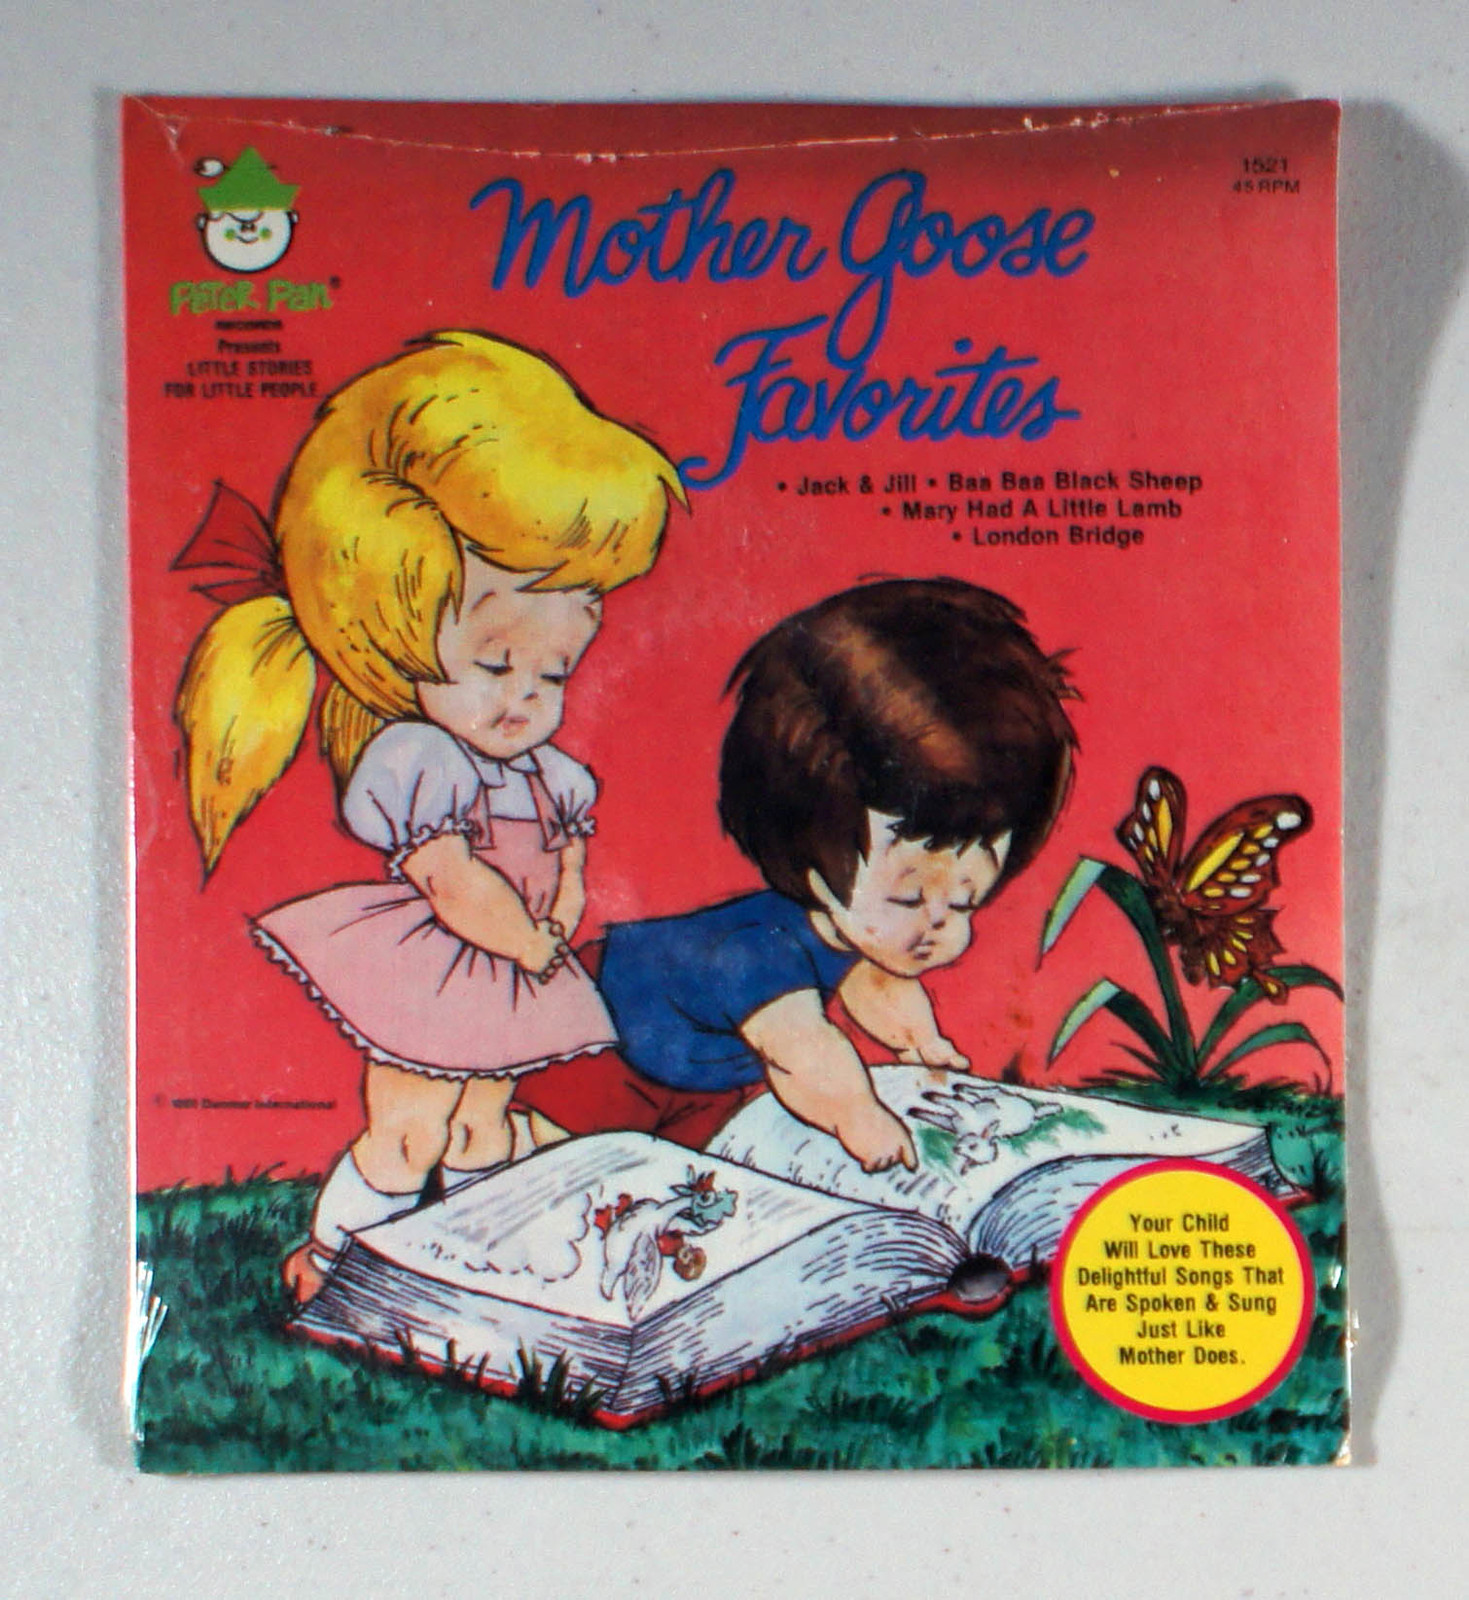 PETER PAN®
RECORDS
Presents
LITTLE STORIES
FOR LITTLE PEOPLE
1521
45 RPM
Mother Goose
Favorites
• Jack & Jill • Baa Baa Black Sheep
• Mary Had A Little Lamb
• London Bridge
International
Your Child
Will Love These
Delightful Songs That
Are Spoken & Sung
Just Like
Mother Does.